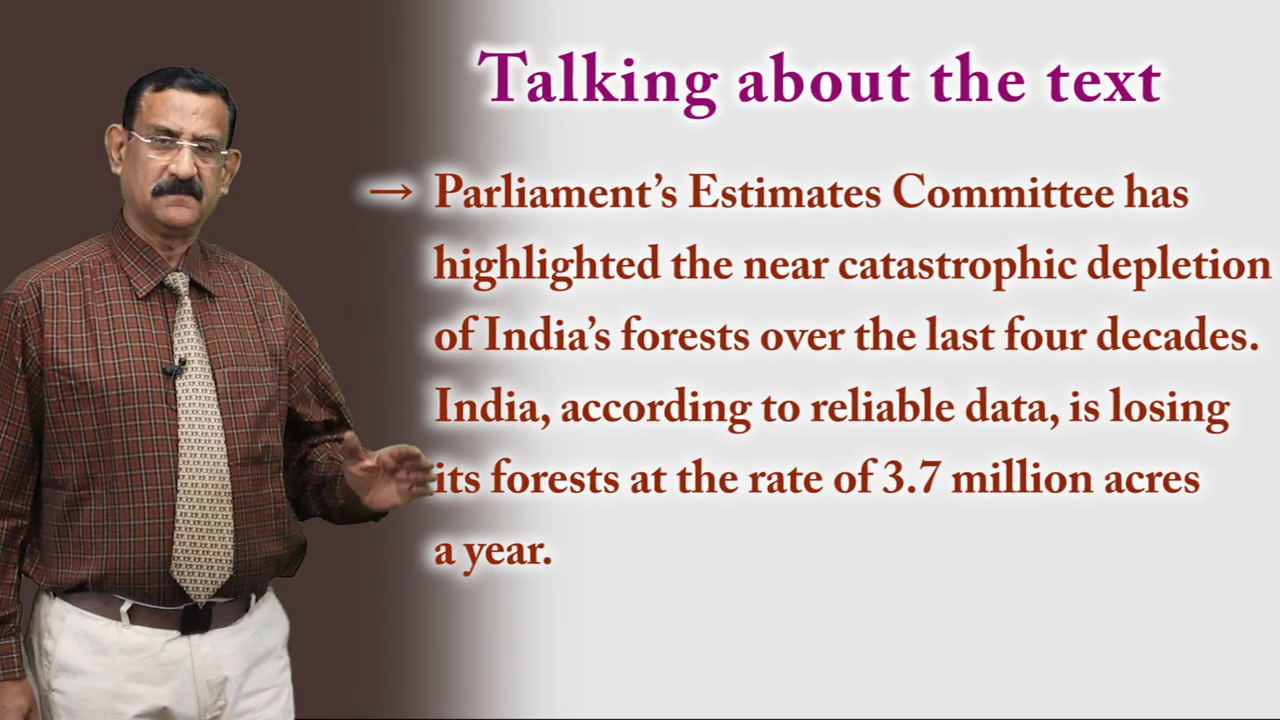 Talking about the text
→ Parliament’s Estimates Committee has
highlighted the near catastrophic depletion
of India’s forests over the last four decades.
India, according to reliable data, is losing
its forests at the rate of 3.7 million acres
a year.